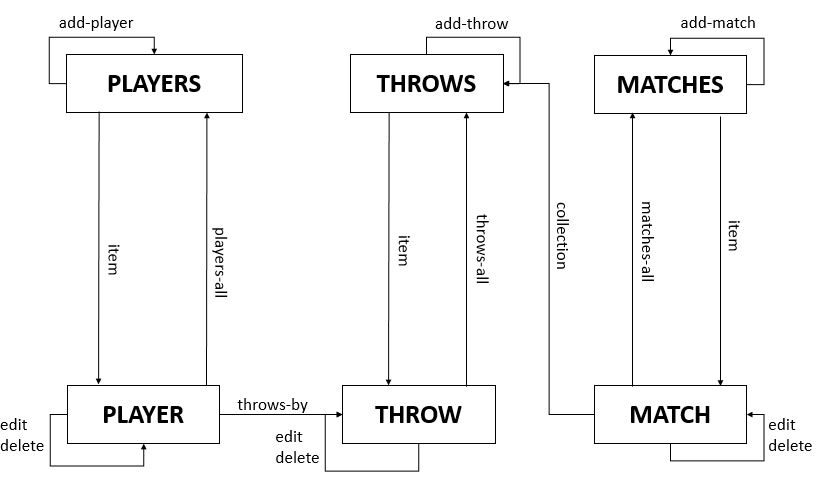 add-player
add-throw
add-match
PLAYERS
THROWS
MATCHES
item
players-all
item
throws-all
collection
matches-all
item
PLAYER
throws-by
THROW
MATCH
edit
delete
edit
delete
edit
delete